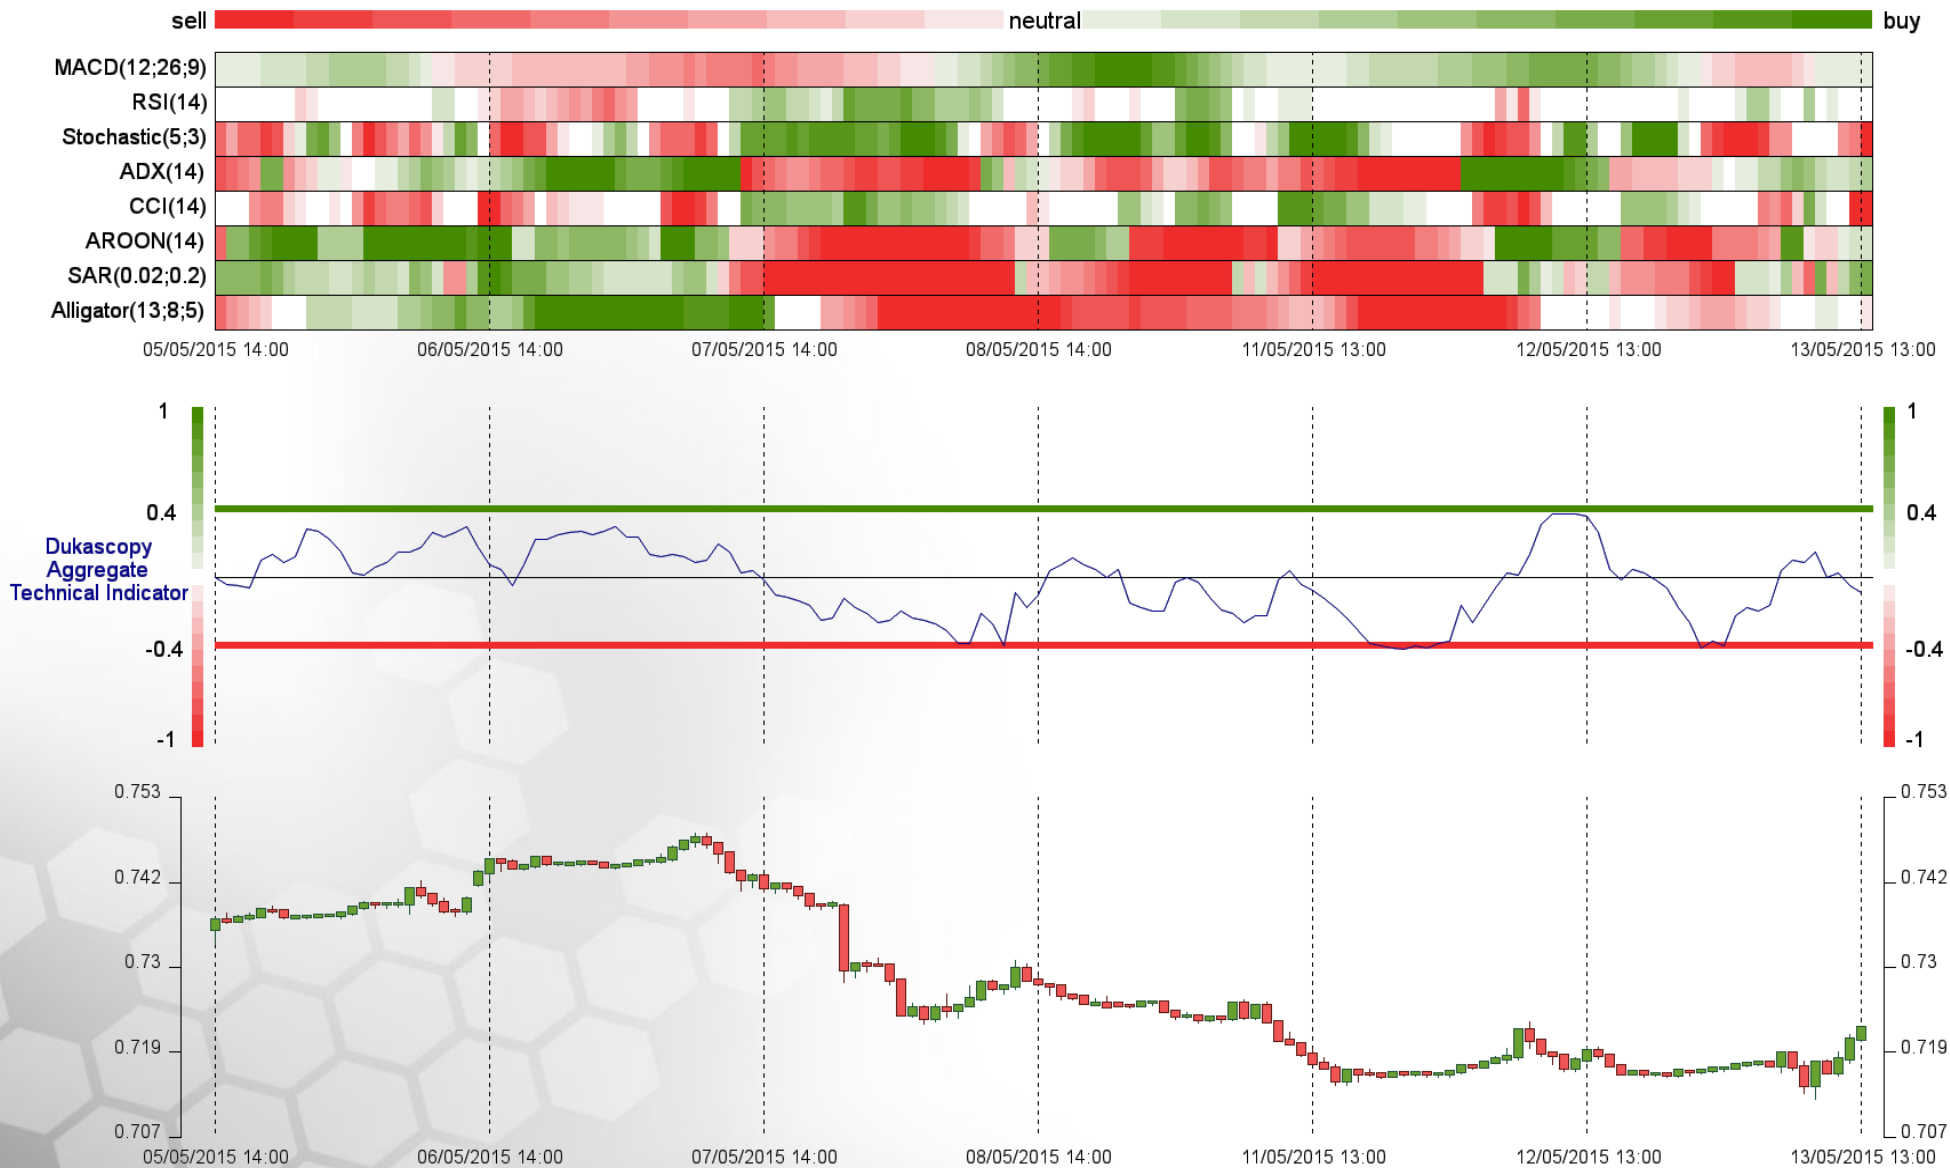 sell neutral buy
MACD(12;26;9)
RSI(14)
Stochastic(5;3)
ADX(14)
CCI(14)
AROON(14)
SAR(0.02;0.2)
Alligator(13;8;5)
05/05/2015 14:00 06/05/2015 14:00 07/05/2015 14:00 08/05/2015 14:00 11/05/2015 13:00 12/05/2015 13:00 13/05/2015 13:00
1 1
0.4 0.4
Dukascopy
Aggregate
Technical Indicator
-0.4 -0.4
-1 -1
0.753 0.753
0.742 0.742
0.73 0.73
0.719 0.719
0.707 0.707
05/05/2015 14:00 06/05/2015 14:00 07/05/2015 14:00 08/05/2015 14:00 11/05/2015 13:00 12/05/2015 13:00 13/05/2015 13:00